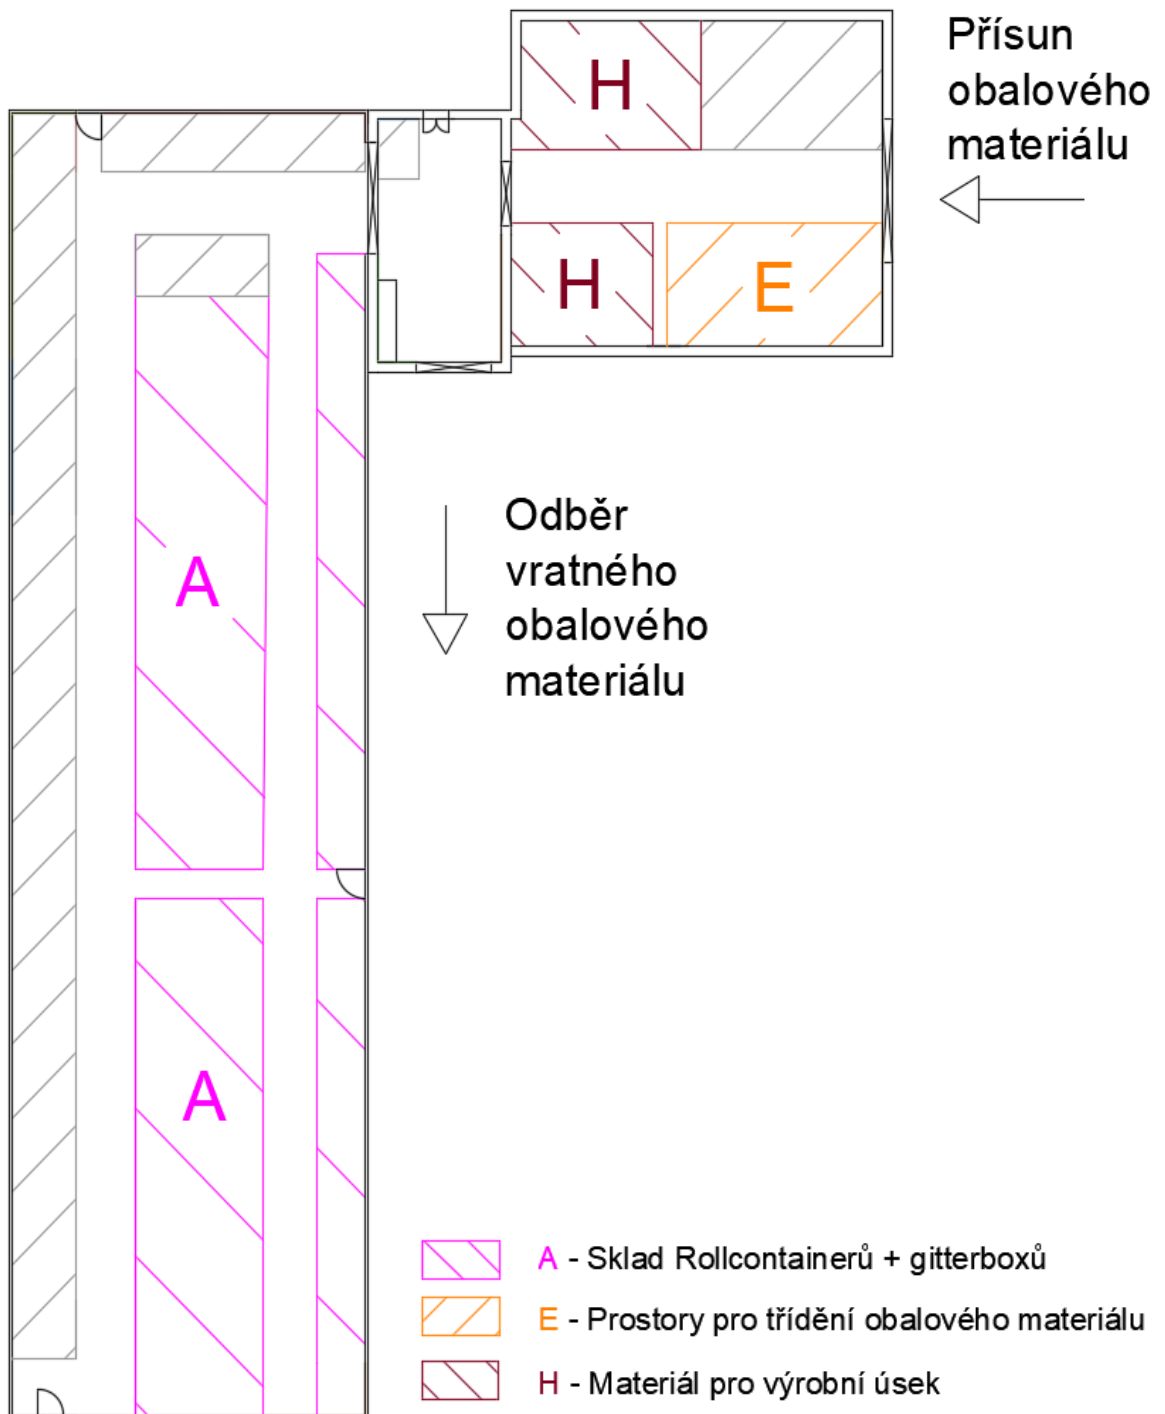 Přísun
obalového
materiálu
H
H
E
Odběr
vratného
obalového
materiálu
A
A
A - Sklad Rollcontainerů + gitterboxů
E - Prostory pro třídění obalového materiálu
H - Materiál pro výrobní úsek